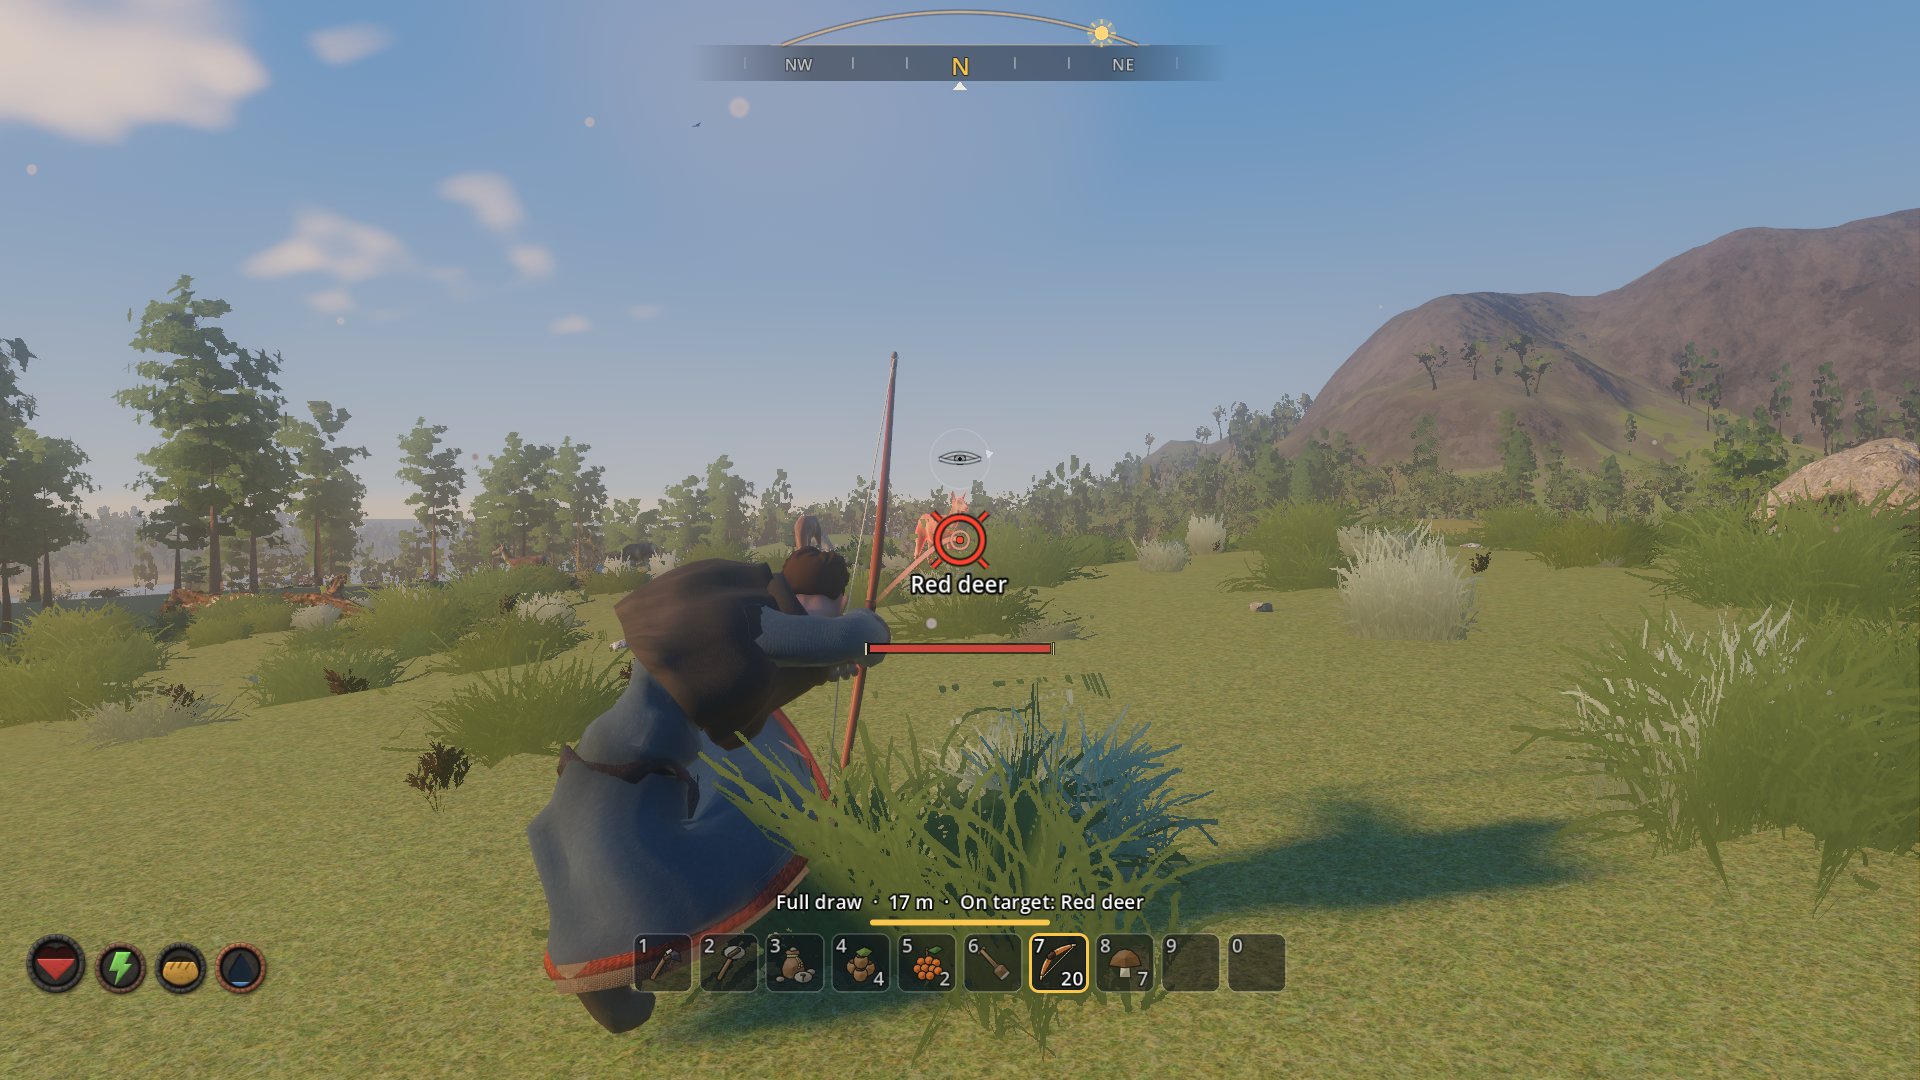 NW N NE
Red deer
Full draw · 17 m · On target: Red deer
1 2 3 4 5 6 7 8 9 0
4 2 20 7